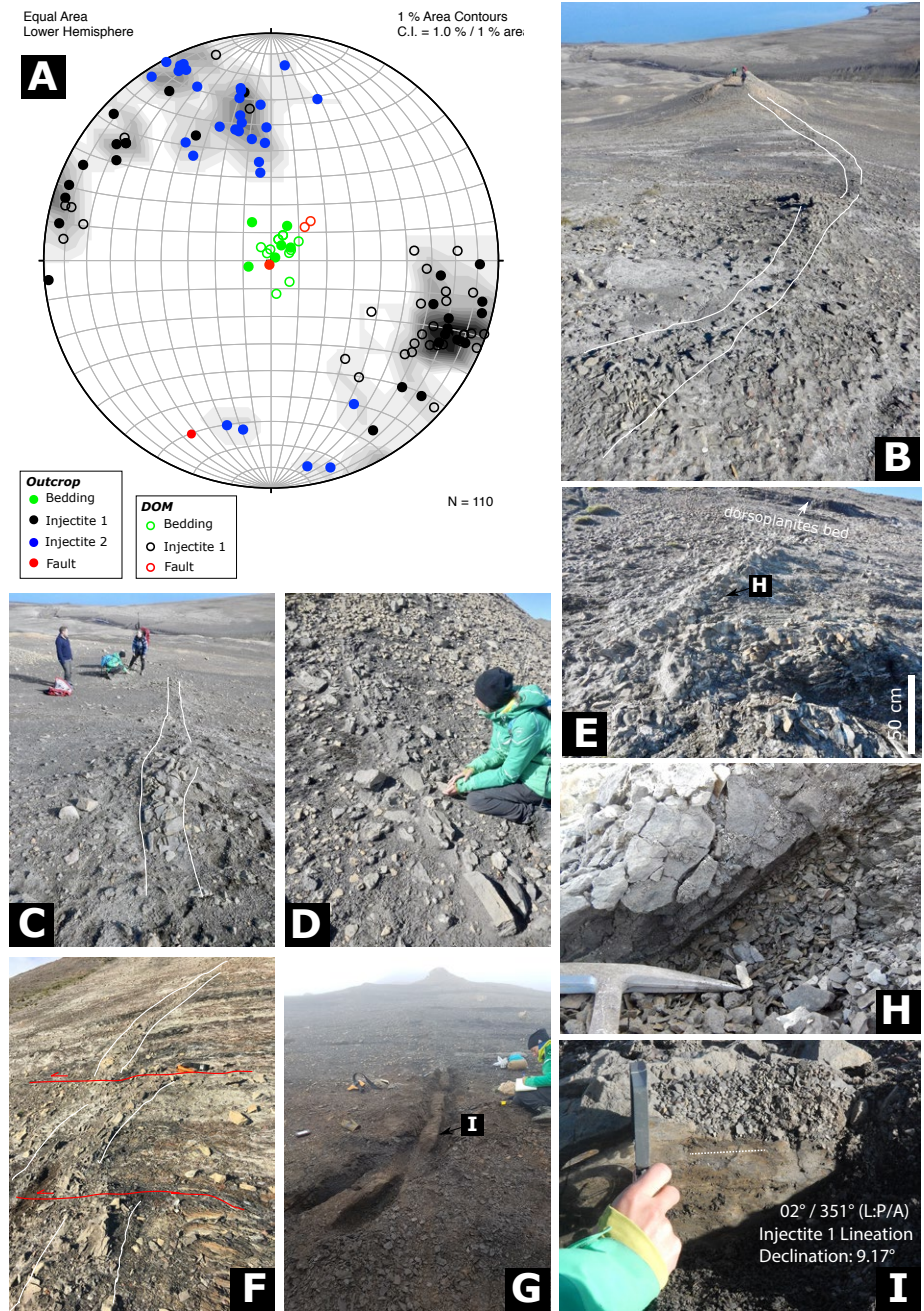 Equal Area
Lower Hemisphere
1 % Area Contours
C.I. = 1.0 % / 1 % area
A
N = 110
Outcrop
Bedding
Injectite 1
Injectite 2
Fault
DOM
Bedding
Injectite 1
Fault
B
dorsoplanites bed
H
50 cm
E
C
D
H
F
I
G
02° / 351° (L:P/A)
Injectite 1 Lineation
Declination: 9.17°
I